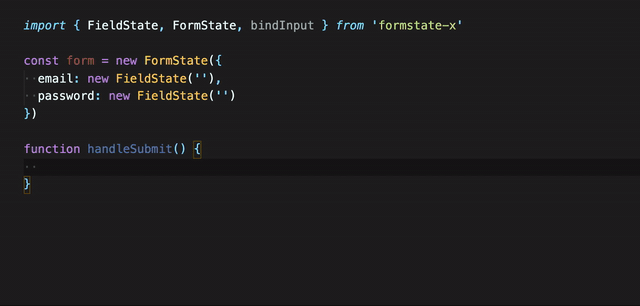 import { FieldState, FormState, bindInput } from 'formstate-x'
const form = new FormState({
email: new FieldState(''),
password: new FieldState('')
})
function handleSubmit() {
}